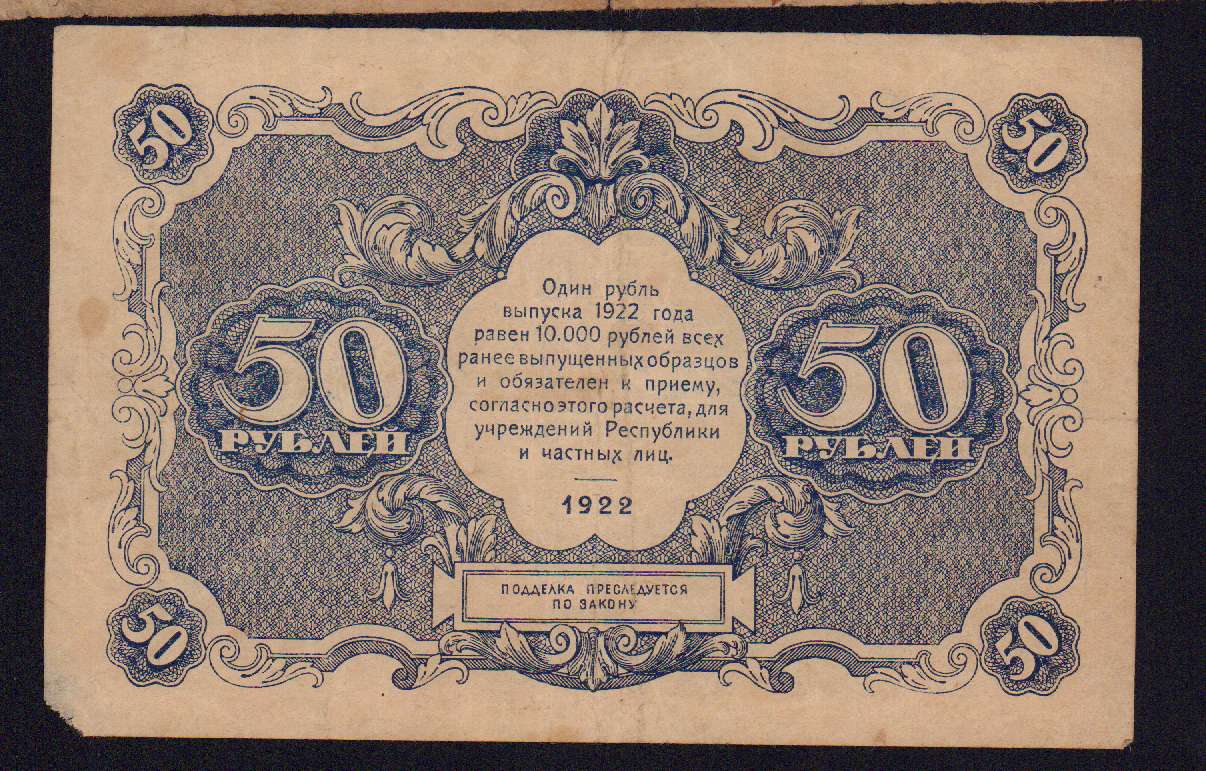 50
50
Один рубль
выпуска 1922 года
равен 10.000 рублей всех
ранее выпущенных образцов
и обязателен к приему,
согласно этого расчета, для
учреждений Республики
и частных лиц.
1922
50
РУБЛЕЙ
50
РУБЛЕЙ
ПОДДЕЛКА ПРЕСЛЕДУЕТСЯ
ПО ЗАКОНУ
50
50